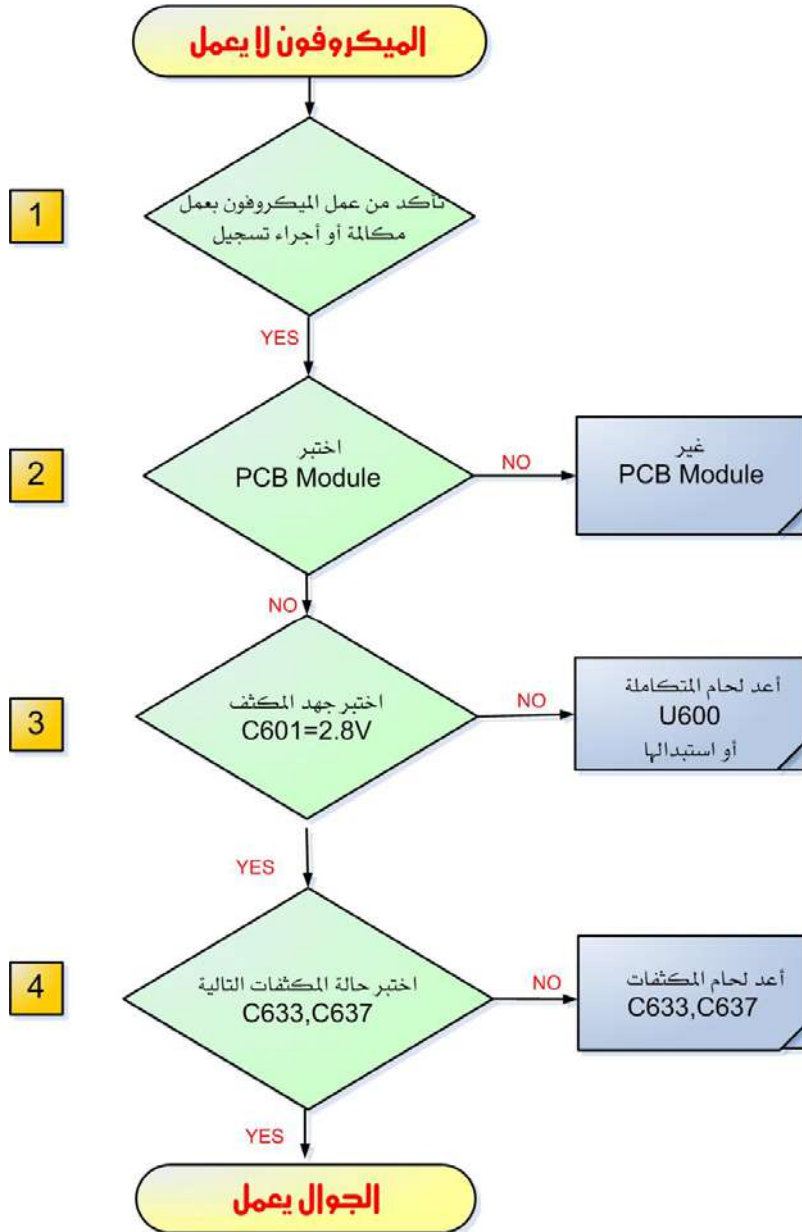 الميكروفون لا يعمل
1
تأكد من عمل الميكروفون بعمل
مكالمة أو أجراء تسجيل
YES
2
اختبر
PCB Module
NO
غير
PCB Module
NO
3
اختبر جهد المكثف
C601=2.8V
NO
أعد لحام المتكاملة
U600
أو استبدالها
YES
4
اختبر حالة المكثفات التالية
C633,C637
NO
أعد لحام المكثفات
C633,C637
YES
الجوال يعمل